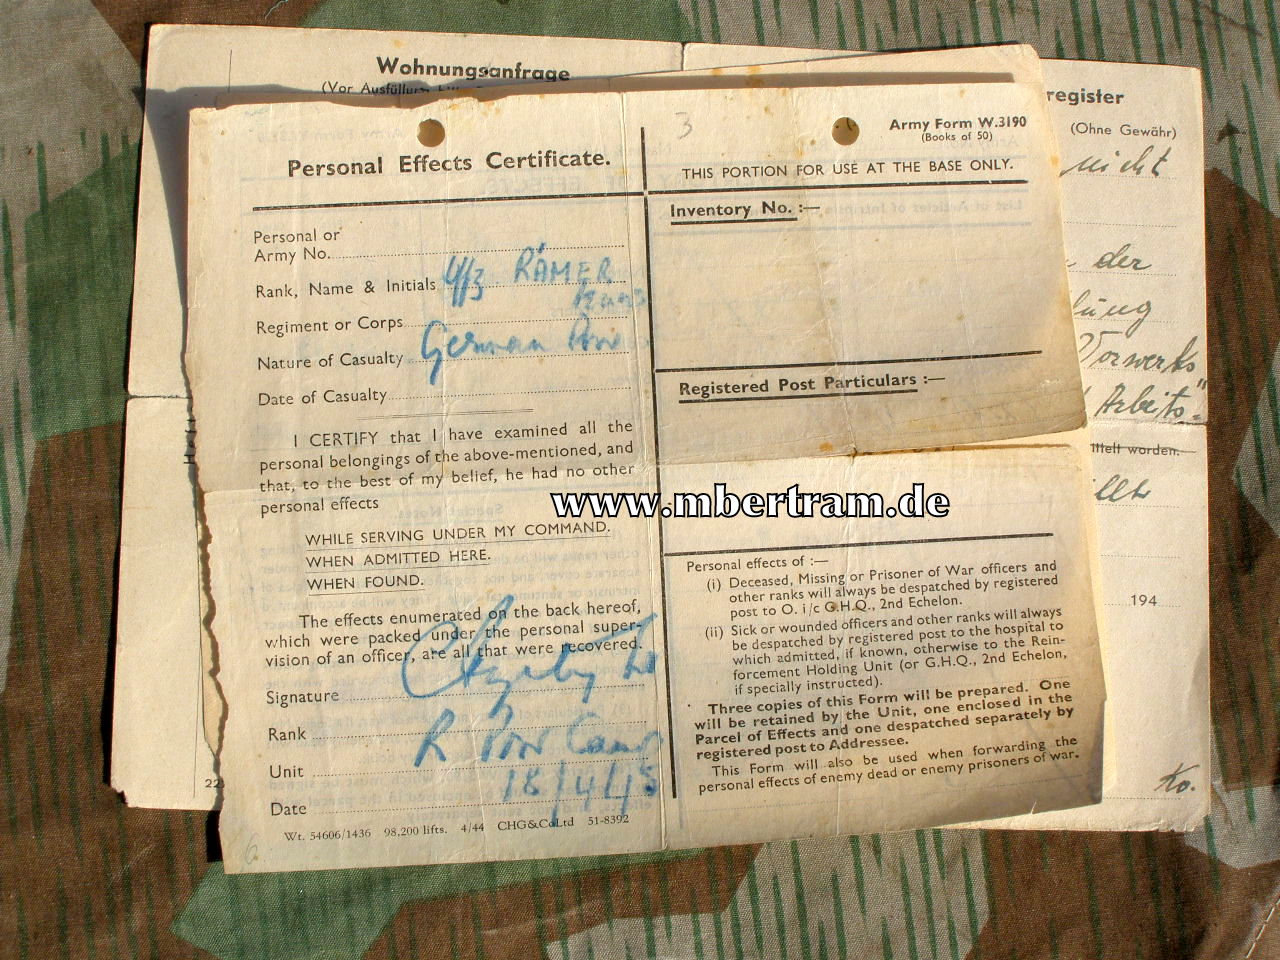 Wohnungsanfrage
(Vor Ausfüllung
register
(Ohne Gewähr)
nicht
der
Vorwerks
Arbeits-"
ittelt worden.
194
Ko.
22
3
Army Form W.3190
(Books of 50)
Personal Effects Certificate.
Personal or
Army No.
Rank, Name & Initials U/3 RÄMER
Hans
Regiment or Corps
Nature of Casualty German POW
Date of Casualty
I CERTIFY that I have examined all the
personal belongings of the above-mentioned, and
that, to the best of my belief, he had no other
personal effects
WHILE SERVING UNDER MY COMMAND.
WHEN ADMITTED HERE.
WHEN FOUND.
The effects enumerated on the back hereof,
which were packed under the personal super-
vision of an officer, are all that were recovered.
Signature
Rank
Unit R POW Camp
Date 18/4/45
Wt. 54606/1436 98,200 lifts. 4/44 CHG&Co.Ltd 51-8392
6
THIS PORTION FOR USE AT THE BASE ONLY.
Inventory No. :—
Registered Post Particulars :—
Personal effects of :—
(i) Deceased, Missing or Prisoner of War officers and
other ranks will always be despatched by registered
post to O. i/c G.H.Q., 2nd Echelon.
(ii) Sick or wounded officers and other ranks will always
be despatched by registered post to the hospital to
which admitted, if known, otherwise to the Rein-
forcement Holding Unit (or G.H.Q., 2nd Echelon,
if specially instructed).
Three copies of this Form will be prepared. One
will be retained by the Unit, one enclosed in the
Parcel of Effects and one despatched separately by
registered post to Addressee.
This Form will also be used when forwarding the
personal effects of enemy dead or enemy prisoners of war.
www.mbertram.de